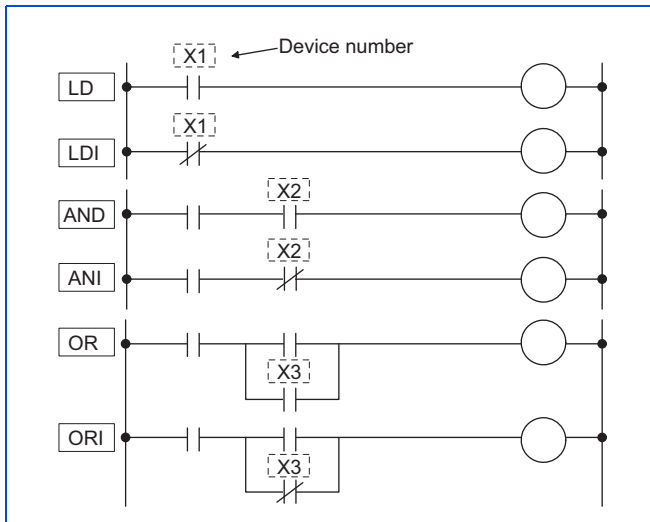 X1
Device number
LD
X1
LDI
X2
AND
X2
ANI
OR
X3
ORI
X3